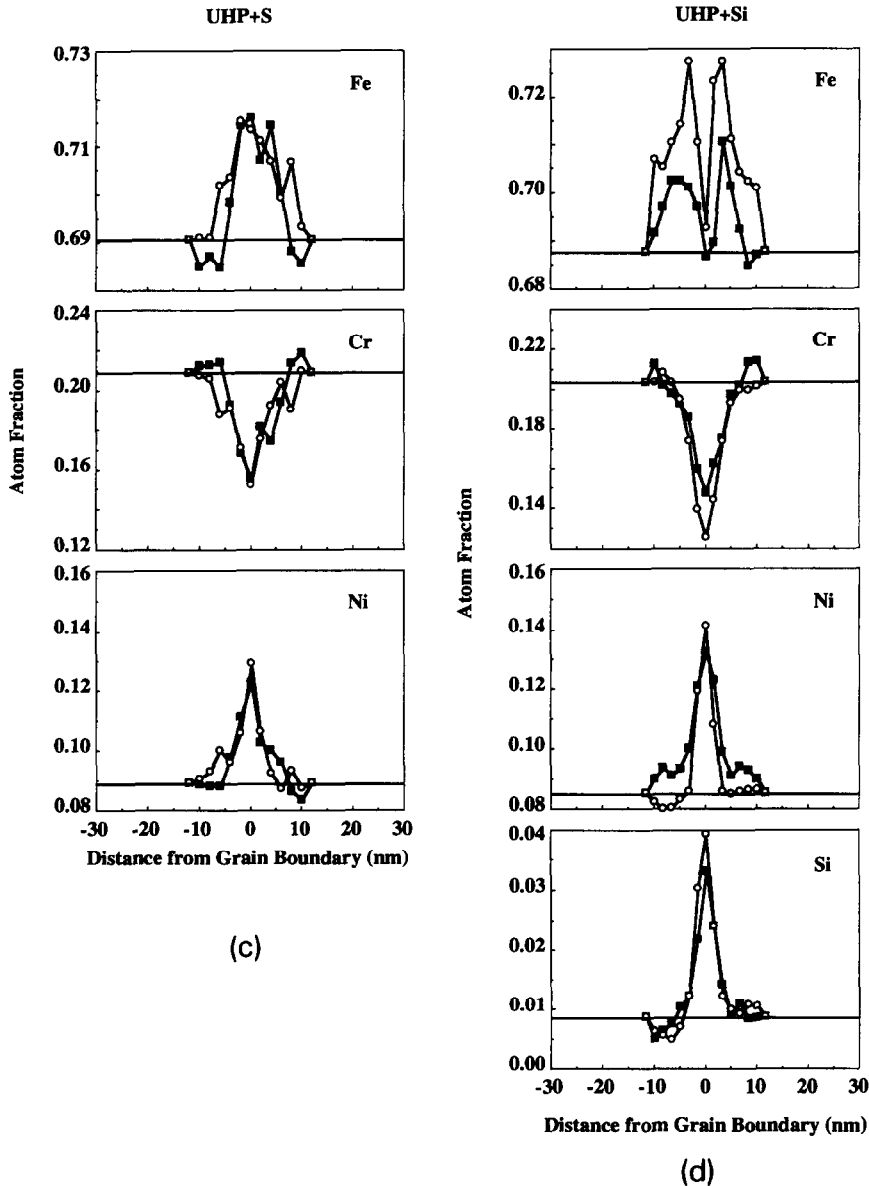 UHP+S
0.73
Fe
0.71
0.69
0.24
Cr
0.20
0.16
0.12
0.16
Ni
0.14
0.12
0.10
0.08
-30 -20 -10 0 10 20 30
Distance from Grain Boundary (nm)
Atom Fraction
(c)
UHP+Si
Fe
0.72
0.70
0.68
Cr
0.22
0.18
0.14
0.16
Ni
0.14
0.12
0.10
0.08
0.04
Si
0.03
0.02
0.01
0.00
-30 -20 -10 0 10 20 30
Distance from Grain Boundary (nm)
Atom Fraction
(d)